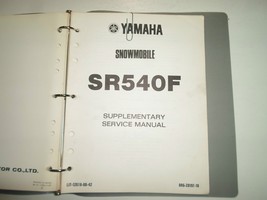 YAMAHA
SNOWMOBILE
SR540F
SUPPLEMENTARY
SERVICE MANUAL
TOR CO.,LTD.